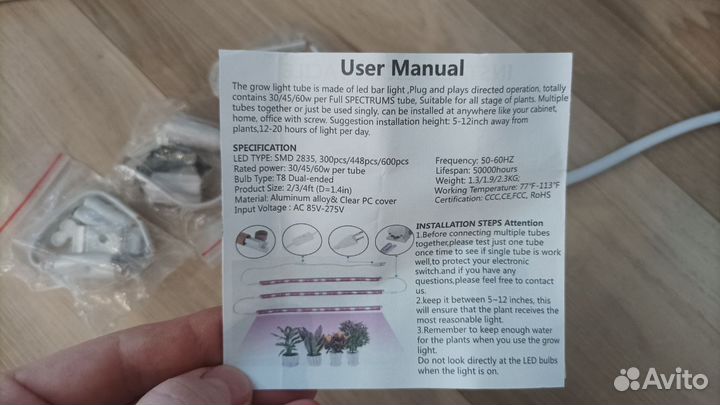 User Manual
The grow light tube is made of led bar light ,Plug and plays directed operation, totally
contains 30/45/60w per Full SPECTRUMS tube, Suitable for all stage of plants. Multiple
tubes together or just be used singly, can be installed at anywhere like your cabinet,
home, office with screw. Suggestion installation height: 5-12inch away from
plants,12-20 hours of light per day.
SPECIFICATION
LED TYPE: SMD 2835, 300pcs/448pcs/600pcs
Rated power: 30/45/60w per tube
Bulb Type: T8 Dual-ended
Product Size: 2/3/4ft (D=1.4in)
Material: Aluminum alloy& Clear PC cover
Input Voltage : AC 85V-275V
Frequency: 50-60HZ
Lifespan: 50000hours
Weight: 1.3/1.9/2.3KG;
Working Temperature: 77°F-113°F
Certification: CCC,CE,FCC, RoHS
INSTALLATION STEPS Attention
1.Before connecting multiple tubes
together,please test just one tube
once time to see if single tube is work
well,to protect your electronic
switch.and if you have any
questions,please feel free to contact
us.
2.keep it between 5~12 inches, this
will ensure that the plant receives the
most reasonable light.
3.Remember to keep enough water
for the plants when you use the grow
light.
Do not look directly at the LED bulbs
when the light is on.
Avito